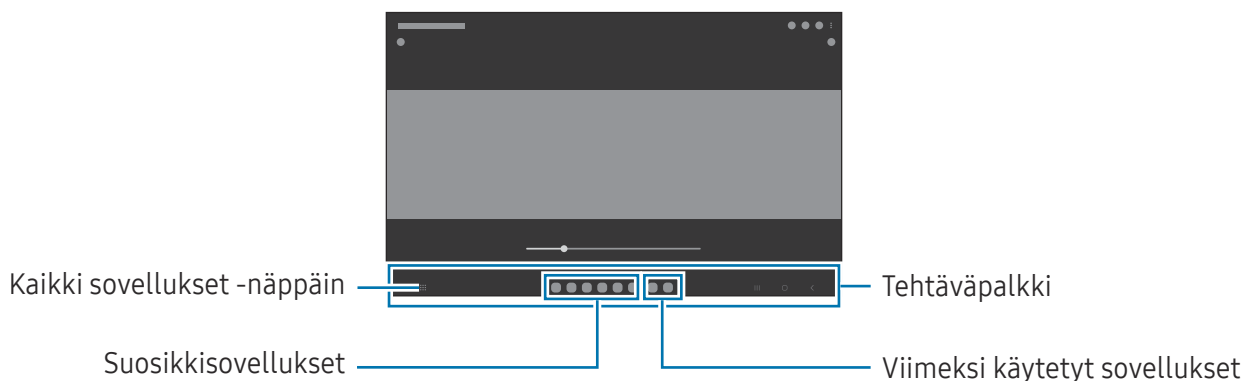 Kaikki sovellukset -näppäin
Tehtäväpalkki
Suosikkisovellukset
Viimeksi käytetyt sovellukset